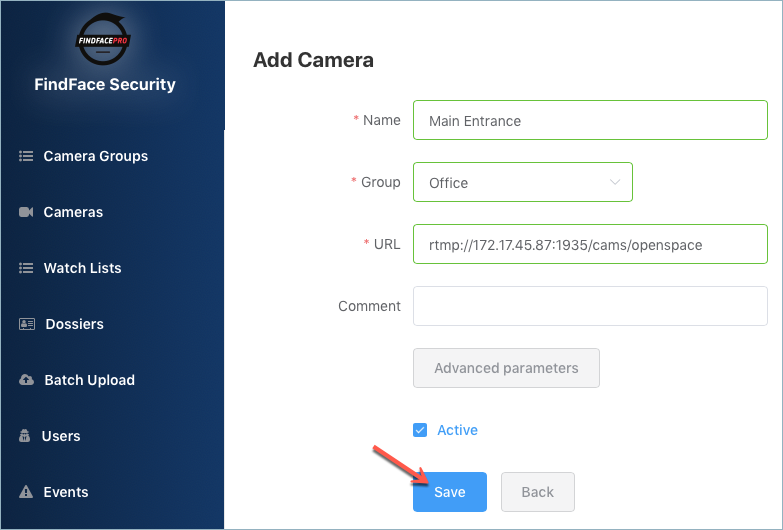 FINDFACEPRO
FindFace Security
Camera Groups
Cameras
Watch Lists
Dossiers
Batch Upload
Users
Events
Add Camera
* Name
Main Entrance
* Group
Office
* URL
rtmp://172.17.45.87:1935/cams/openspace
Comment
Advanced parameters
Active
Save
Back